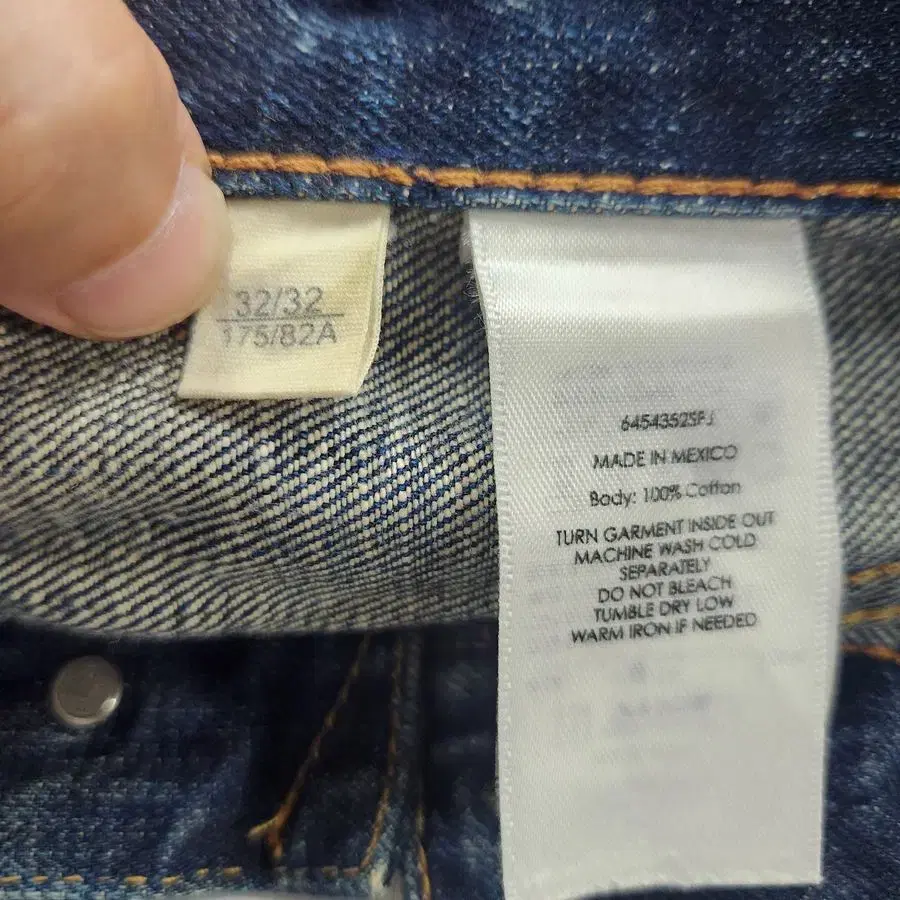 32/32
175/82A
6454352SPJ
MADE IN MEXICO
Body: 100% Cotton
TURN GARMENT INSIDE OUT
MACHINE WASH COLD
SEPARATELY
DO NOT BLEACH
TUMBLE DRY LOW
WARM IRON IF NEEDED